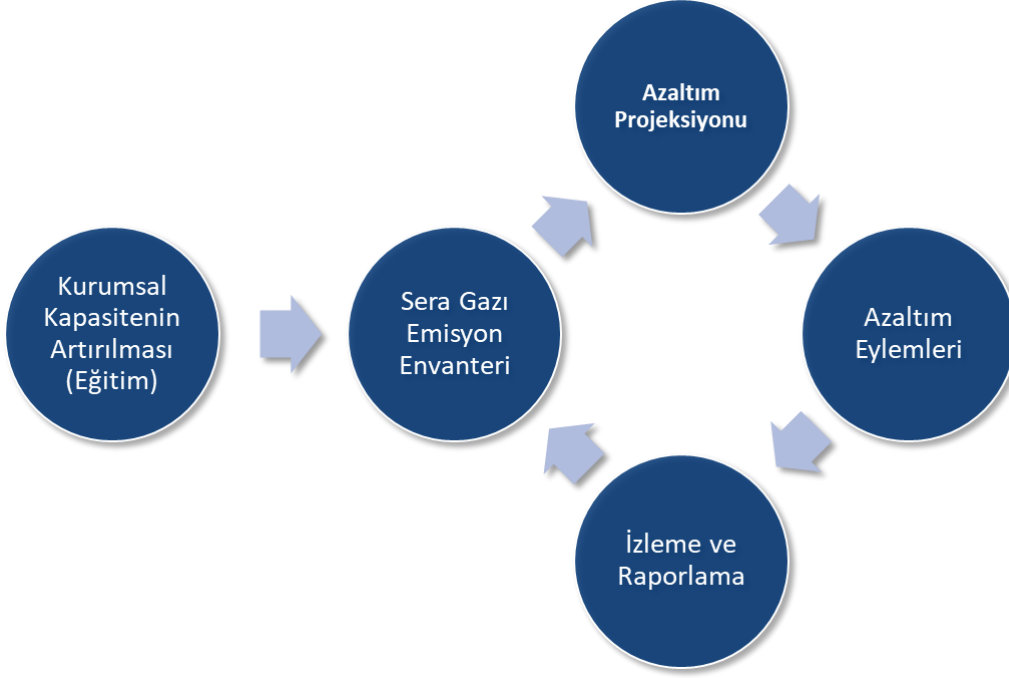 Kurumsal
Kapasitenin
Artırılması
(Eğitim)
Sera Gazı
Emisyon
Envanteri
Azaltım
Projeksiyonu
Azaltım
Eylemleri
İzleme ve
Raporlama